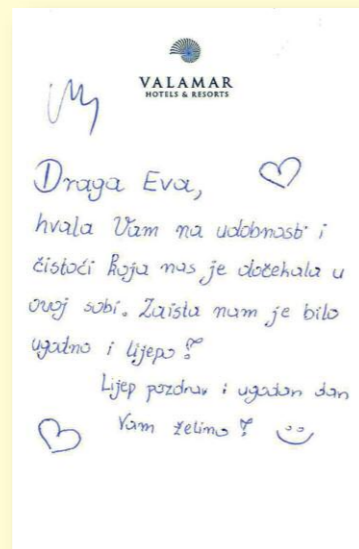 VALAMAR
HOTELS & RESORTS
Draga Eva,
hvala Vam na udobnosti i
čistoći koja nas je dočekala u
ovoj sobi. Zaista nam je bilo
ugodno i lijepo!
Lijep pozdrav i ugodan dan
Vam želimo!